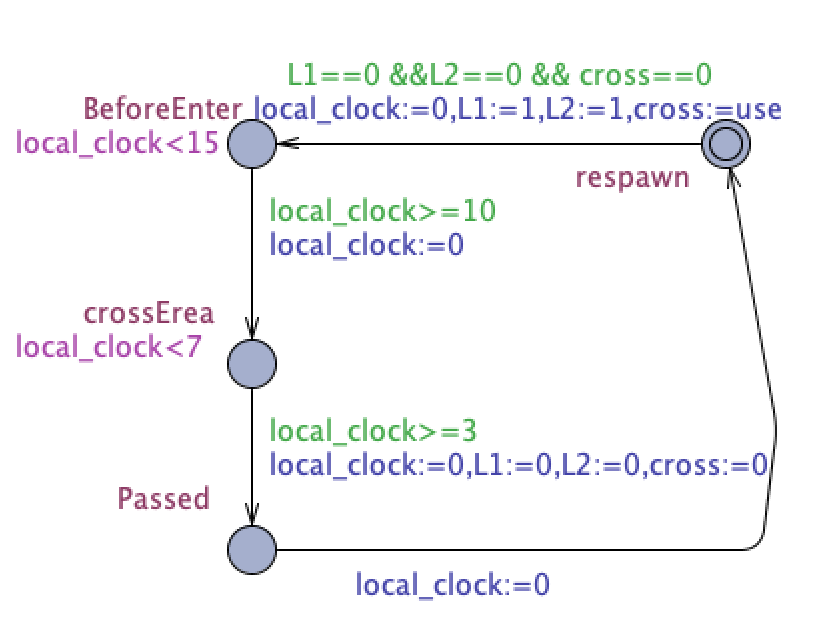 L1==0 &&L2==0 && cross==0
BeforeEnter local_clock:=0,L1:=1,L2:=1,cross:=use
local_clock<15
respawn
local_clock>=10
local_clock:=0
crossErea
local_clock<7
local_clock>=3
local_clock:=0,L1:=0,L2:=0,cross:=0
Passed
local_clock:=0